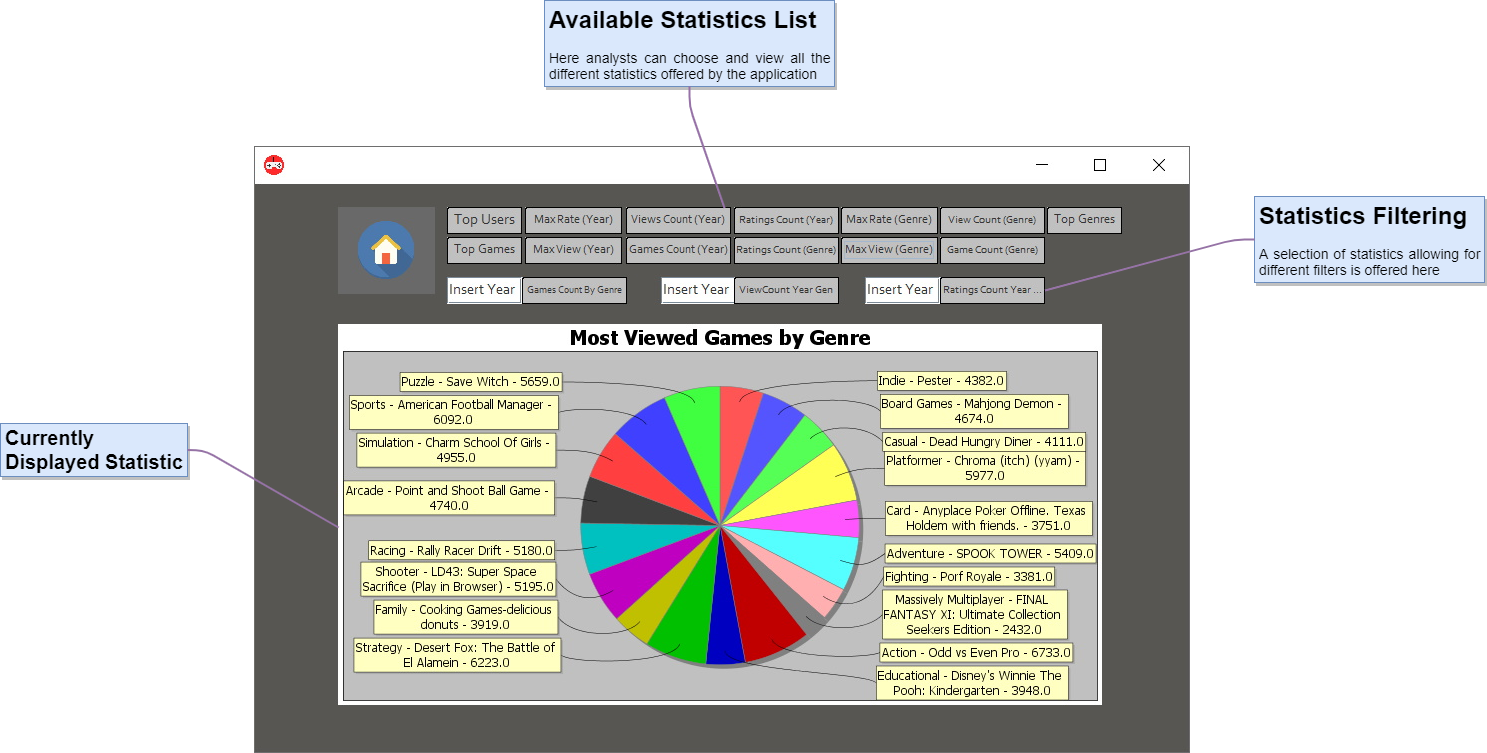 Available Statistics List
Here analysts can choose and view all the
different statistics offered by the application
Statistics Filtering
A selection of statistics allowing for
different filters is offered here
Currently
Displayed Statistic
Top Users
Max Rate (Year)
Views Count (Year)
Ratings Count (Year)
Max Rate (Genre)
View Count (Genre)
Top Genres
Top Games
Max View (Year)
Games Count (Year)
Ratings Count (Genre)
Max View (Genre)
Game Count (Genre)
Insert Year
Games Count By Genre
Insert Year
ViewCount Year Gen
Insert Year
Ratings Count Year ...
Most Viewed Games by Genre
Puzzle - Save Witch - 5659.0
Sports - American Football Manager -
6092.0
Simulation - Charm School Of Girls -
4955.0
Arcade - Point and Shoot Ball Game -
4740.0
Racing - Rally Racer Drift - 5180.0
Shooter - LD43: Super Space
Sacrifice (Play in Browser) - 5195.0
Family - Cooking Games-delicious
donuts - 3919.0
Strategy - Desert Fox: The Battle of
El Alamein - 6223.0
Indie - Pester - 4382.0
Board Games - Mahjong Demon -
4674.0
Casual - Dead Hungry Diner - 4111.0
Platformer - Chroma (itch) (yyam) -
5977.0
Card - Anyplace Poker Offline. Texas
Holdem with friends. - 3751.0
Adventure - SPOOK TOWER - 5409.0
Fighting - Porf Royale - 3381.0
Massively Multiplayer - FINAL
FANTASY XI: Ultimate Collection
Seekers Edition - 2432.0
Action - Odd vs Even Pro - 6733.0
Educational - Disney's Winnie The
Pooh: Kindergarten - 3948.0